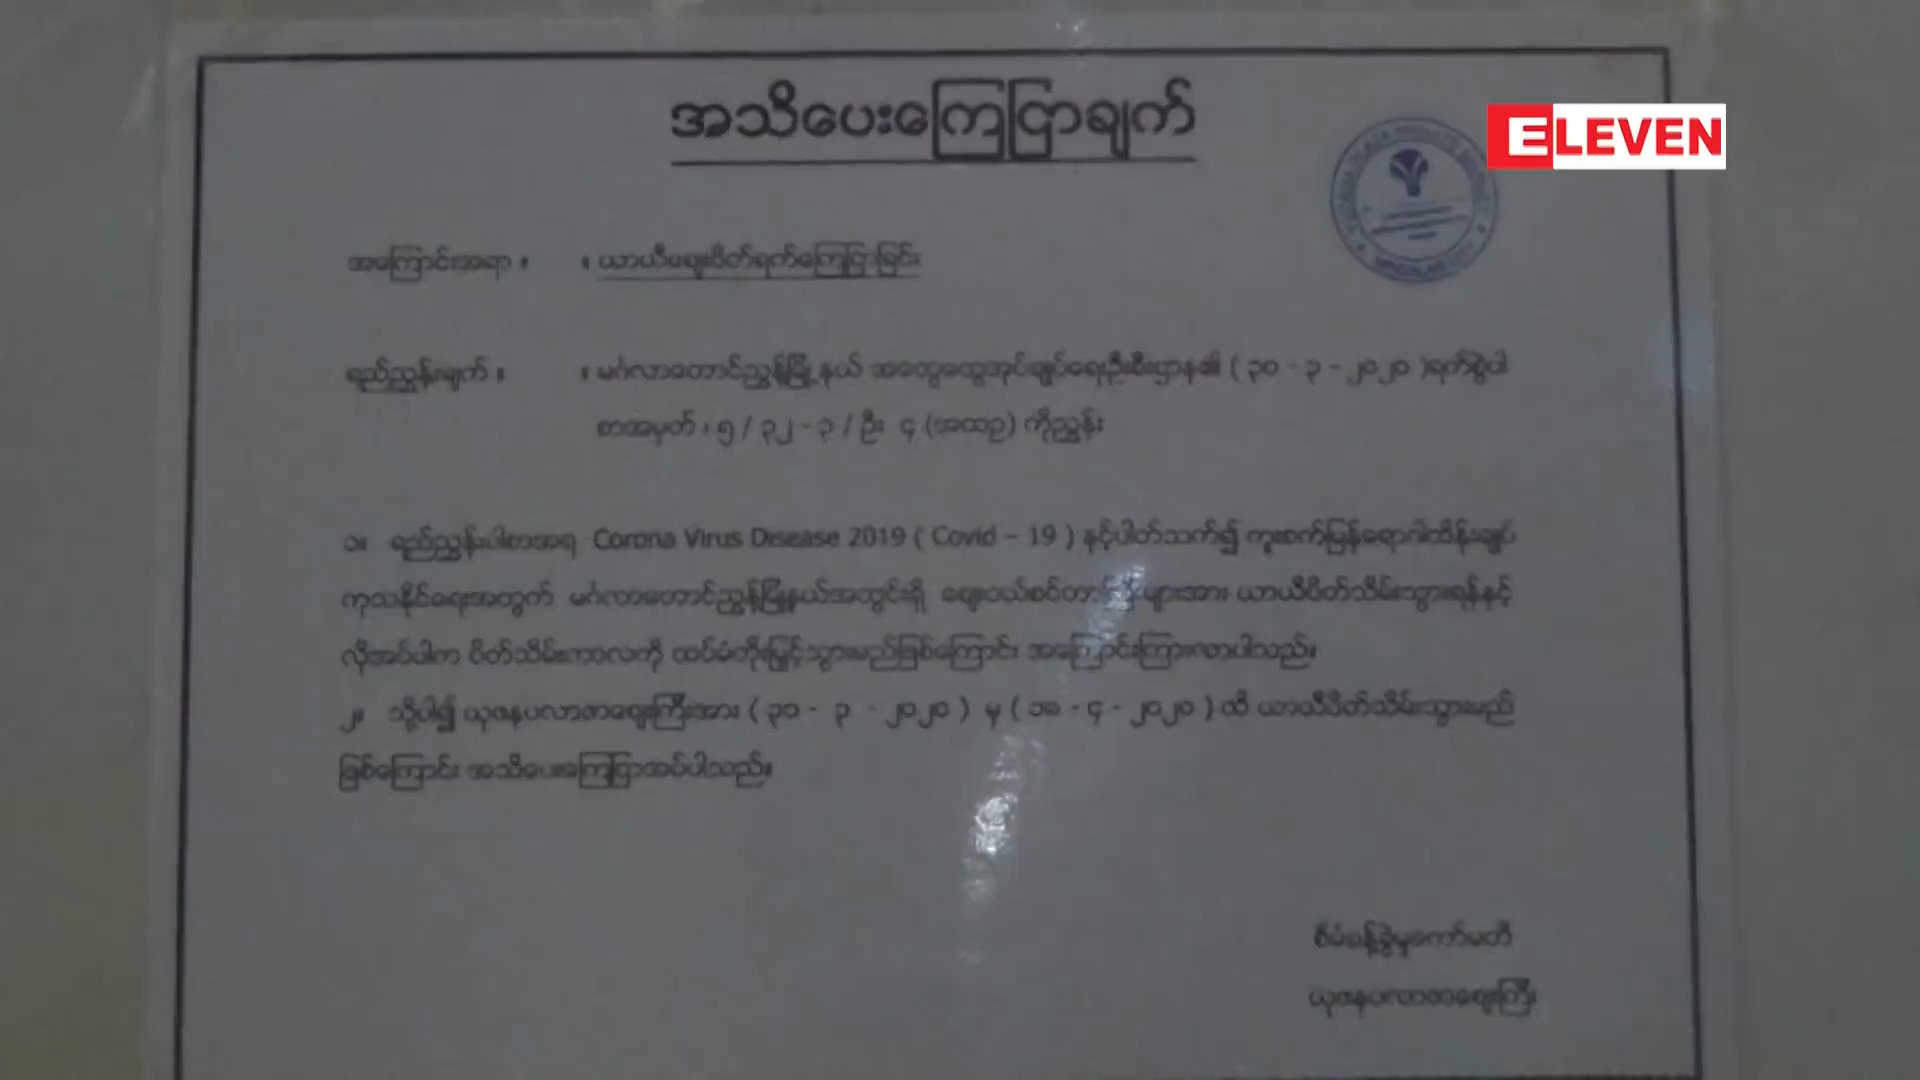 အသိပေးကြေငြာချက်
ELEVEN
အကြောင်းအရာ ။ ။ ယာယီစျေးပိတ်ရက်ကြေငြာခြင်း
ရည်ညွှန်းချက် ။ ။ မင်္ဂလာတောင်ညွန့်မြို့နယ် အထွေထွေအုပ်ချုပ်ရေးဦးစီးဌာန၏ ( ၃၀ - ၃ - ၂၀၂၀ )ရက်စွဲပါ
စာအမှတ် ၊ ၅ / ၃၂ - ၃ / ဦး ၄ (အထဥ) ကိုညွှန်း
၁။ ရည်ညွှန်းပါစာအရ Corona Virus Disease 2019 ( Covid – 19 ) နှင့်ပါတ်သက်၍ ကူးစက်မြန်ရောဂါထိန်းချုပ်
ကုသနိုင်ရေးအတွက် မင်္ဂလာတောင်ညွန့်မြို့နယ်အတွင်းရှိ စျေးဝယ်စင်တာကြီးများအား ယာယီပိတ်သိမ်းသွားရန်နှင့်
လိုအပ်ပါက ပိတ်သိမ်းကာလကို ထပ်မံတိုးမြှင့်သွားမည်ဖြစ်ကြောင်း အကြောင်းကြားလာပါသည်။
၂။ သို့ပါ၍ ယုဇနပလာဇာစျေးကြီးအား ( ၃၁ - ၃ - ၂၀၂၀ ) မှ ( - ၄ - ၂၀၂၀ ) ထိ ယာယီပိတ်သိမ်းသွားမည်
ဖြစ်ကြောင်း အသိပေးကြေငြာအပ်ပါသည်။
စီမံခန့်ခွဲမှုကော်မတီ
ယုဇနပလာဇာစျေးကြီး